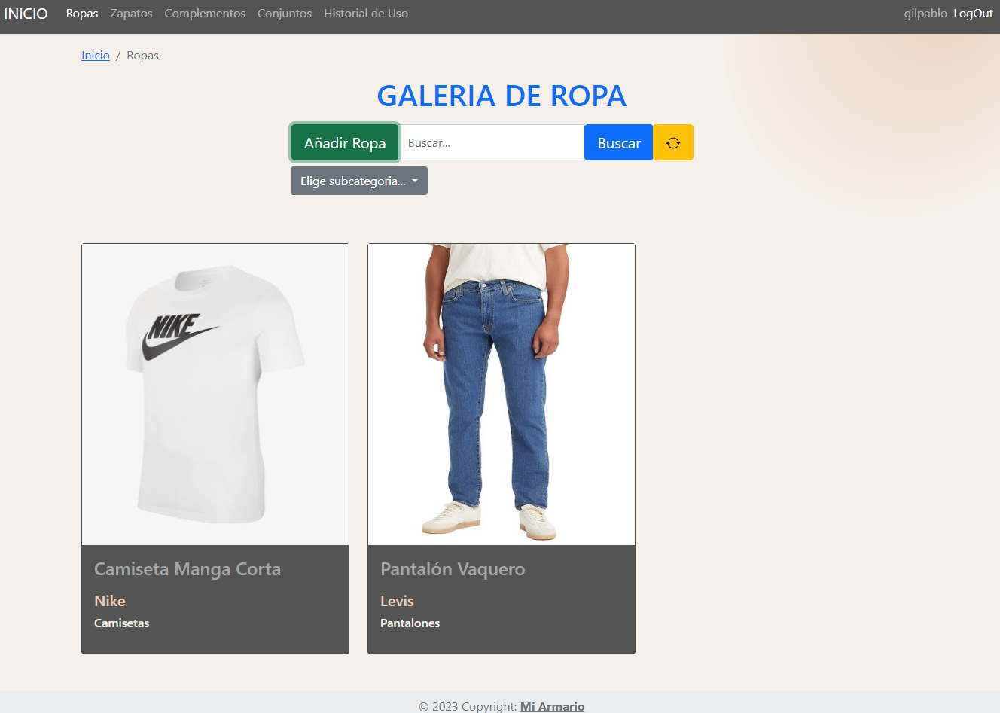 INICIO Ropas Zapatos Complementos Conjuntos Historial de Uso gilpablo LogOut
Inicio / Ropas
GALERIA DE ROPA
Añadir Ropa Buscar... Buscar
Elige subcategoria...
NIKE
Camiseta Manga Corta
Nike
Camisetas
Pantalón Vaquero
Levis
Pantalones
© 2023 Copyright: Mi Armario